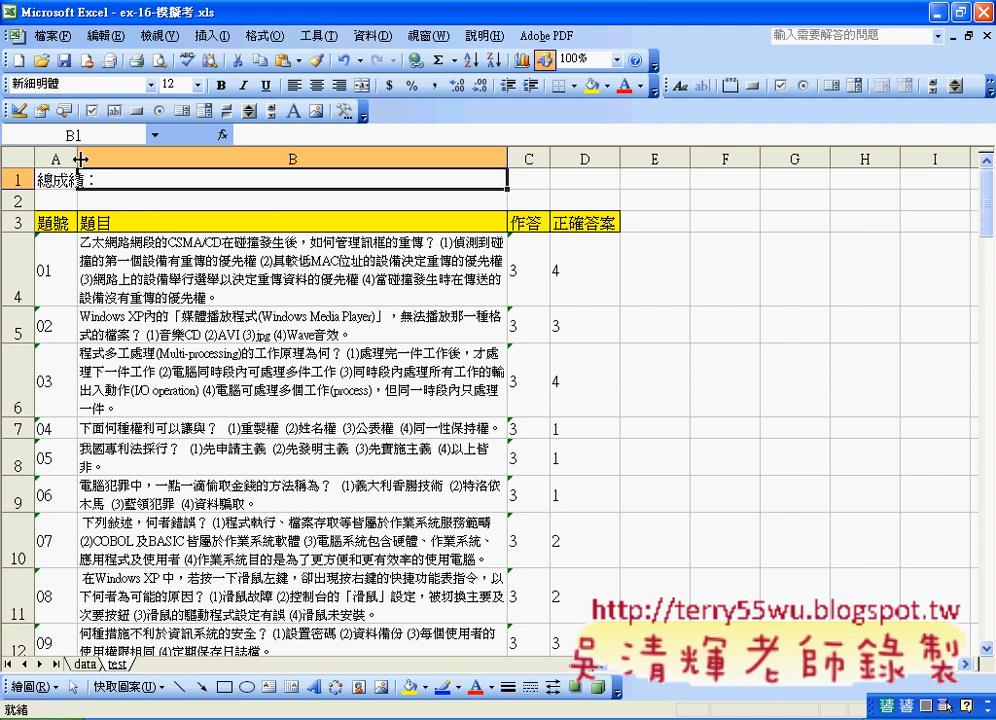 Microsoft Excel - ex-16-模擬考.xls
檔案(F) 編輯(E) 檢視(V) 插入(I) 格式(O) 工具(T) 資料(D) 視窗(W) 說明(H) Adobe PDF 輸入需要解答的問題
100%
新細明體 12 B I U $ % ,
B1 fx
A B C D E F G H I
1 總成績：
2
3 題號 題目 作答 正確答案
乙太網路網段的CSMA/CD在碰撞發生後，如何管理訊框的重傳？ (1)偵測到碰
撞的第一個設備有重傳的優先權 (2)具較低MAC位址的設備決定重傳的優先權
4 01 3 4
(3)網路上的設備舉行選舉以決定重傳資料的優先權 (4)當碰撞發生時在傳送的
設備沒有重傳的優先權。
Windows XP內的「媒體播放程式(Windows Media Player)」，無法播放那一種格
5 02 3 3
式的檔案？ (1)音樂CD (2)AVI (3)jpg (4)Wave音效。
程式多工處理(Multi-processing)的工作原理為何？ (1)處理完一件工作後，才處
理下一件工作 (2)電腦同時段內可處理多件工作 (3)同時段內處理所有工作的輸
6 03 3 4
出入動作(I/O operation) (4)電腦可處理多個工作(process)，但同一時段內只處理
一件。
7 04 下面何種權利可以讓與？ (1)重製權 (2)姓名權 (3)公表權 (4)同一性保持權。 3 1
我國專利法採行？ (1)先申請主義 (2)先發明主義 (3)先實施主義 (4)以上皆
8 05 3 1
非。
電腦犯罪中，一點一滴偷取金錢的方法稱為？ (1)義大利香腸技術 (2)特洛依
9 06 3 1
木馬 (3)藍領犯罪 (4)資料騙取。
下列敘述，何者錯誤？ (1)程式執行、檔案存取等皆屬於作業系統服務範疇
10 07 (2)COBOL 及BASIC 皆屬於作業系統軟體 (3)電腦系統包含硬體、作業系統、 3 2
應用程式及使用者 (4)作業系統目的是為了更方便和更有效率的使用電腦。
在Windows XP 中，若按一下滑鼠左鍵，卻出現按右鍵的快捷功能表指令，以
11 08 下何者為可能的原因？ (1)滑鼠故障 (2)控制台的「滑鼠」設定，被切換主要及 3 2
次要按鈕 (3)滑鼠的驅動程式設定有誤 (4)滑鼠未安裝。
何種措施不利於資訊系統的安全？ (1)設置密碼 (2)資料備份 (3)每個使用者的
12 09 3 3
使用權限相同 (4)定期保存日誌檔。
http://terry55wu.blogspot.tw
吳清輝老師錄製
data test
繪圖(R) 快取圖案(U)
就緒